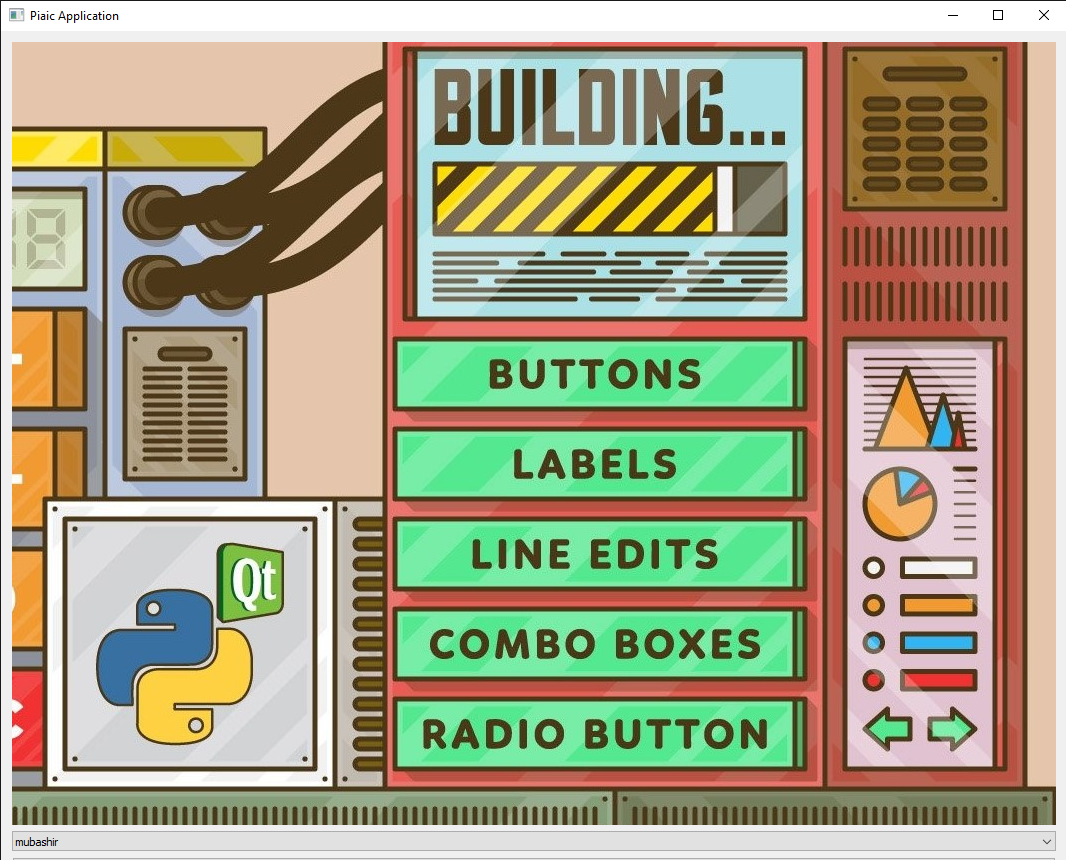 Piaic Application
BUILDING...
BUTTONS
LABELS
LINE EDITS
COMBO BOXES
RADIO BUTTON
Qt
mubashir